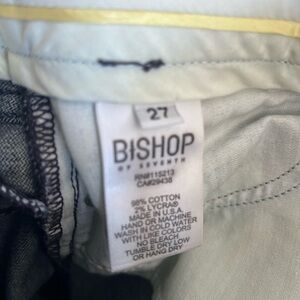 27
BISHOP
OF SEVENTH
RN#115213
CA#29438
98% COTTON
2% LYCRA®
MADE IN U.S.A.
HAND OR MACHINE
WASH IN COLD WATER
WITH LIKE COLORS
NO BLEACH
TUMBLE DRY LOW
OR HANG DRY